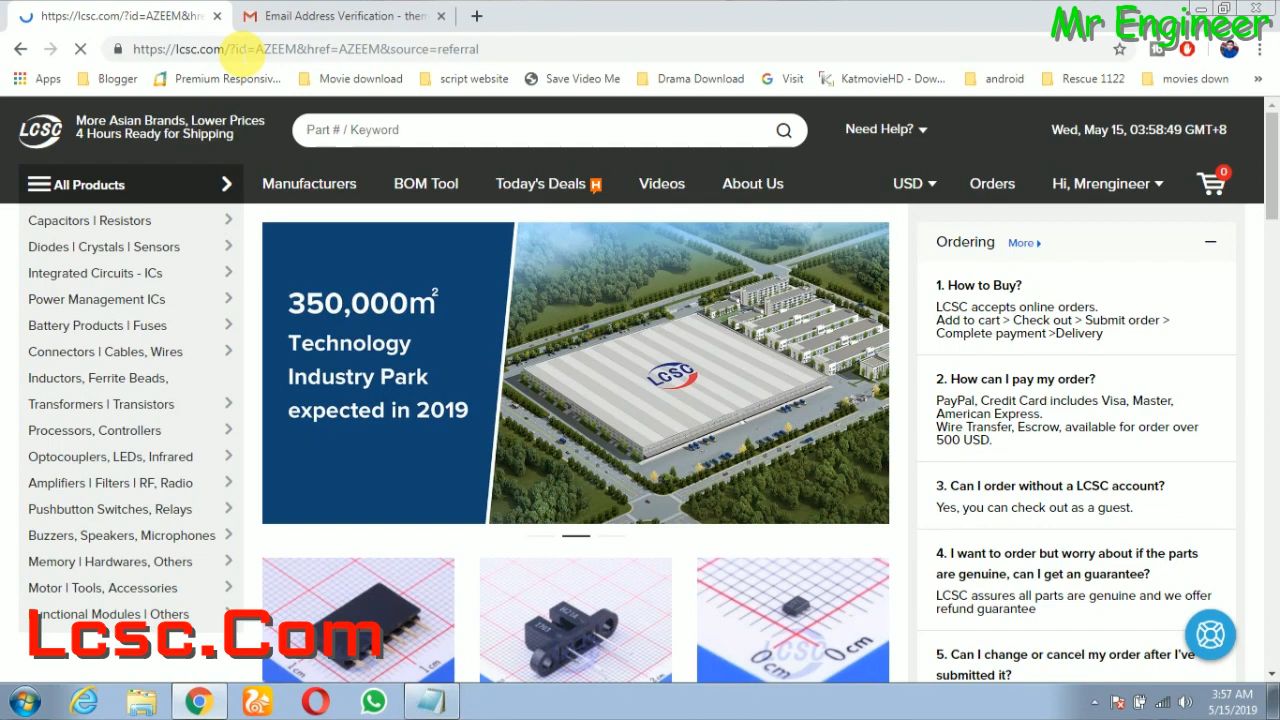 https://lcsc.com/?id=AZEEM&hre
Email Address Verification - them
Mr Engineer
https://lcsc.com/?id=AZEEM&href=AZEEM&source=referral
Apps
Blogger
Premium Responsiv...
Movie download
script website
Save Video Me
Drama Download
Visit
KatmovieHD - Dow...
android
Rescue 1122
movies down
»
LCSC
More Asian Brands, Lower Prices
4 Hours Ready for Shipping
Part # / Keyword
Need Help?
Wed, May 15, 03:58:49 GMT+8
All Products
Manufacturers
BOM Tool
Today's Deals H
Videos
About Us
USD
Orders
Hi, Mrengineer
0
Capacitors | Resistors
Diodes | Crystals | Sensors
Integrated Circuits - ICs
Power Management ICs
Battery Products | Fuses
Connectors | Cables, Wires
Inductors, Ferrite Beads,
Transformers | Transistors
Processors, Controllers
Optocouplers, LEDs, Infrared
Amplifiers | Filters | RF, Radio
Pushbutton Switches, Relays
Buzzers, Speakers, Microphones
Memory | Hardwares, Others
Motor | Tools, Accessories
Functional Modules | Others
350,000m²
Technology
Industry Park
expected in 2019
LCSC
Ordering More
1. How to Buy?
LCSC accepts online orders.
Add to cart > Check out > Submit order >
Complete payment >Delivery
2. How can I pay my order?
PayPal, Credit Card includes Visa, Master,
American Express.
Wire Transfer, Escrow, available for order over
500 USD.
3. Can I order without a LCSC account?
Yes, you can check out as a guest.
4. I want to order but worry about if the parts
are genuine, can I get an guarantee?
LCSC assures all parts are genuine and we offer
refund guarantee
5. Can I change or cancel my order after I've
submitted it?
1cm
0cm
0cm
LCSC
Lcsc.Com
3:57 AM
5/15/2019